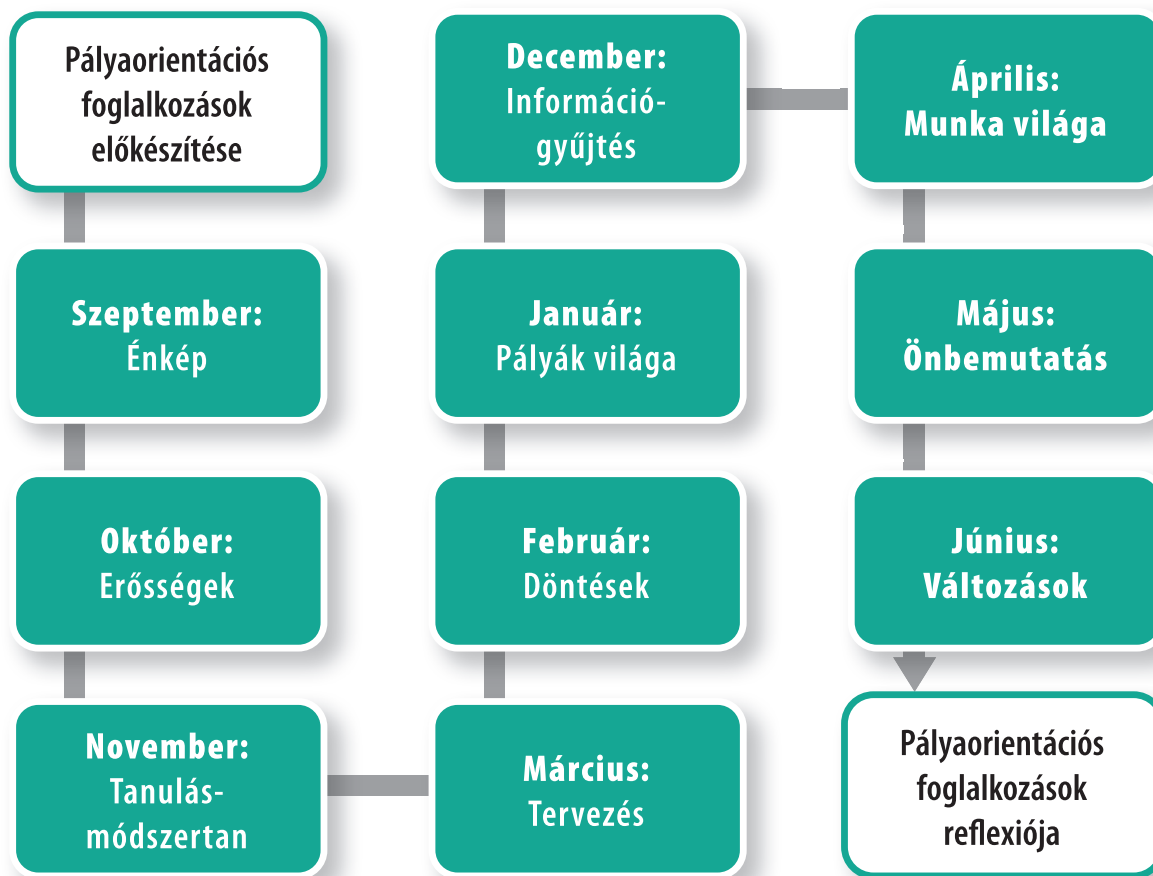 Pályaorientációs
foglalkozások
előkészítése
Szeptember:
Énkép
Október:
Erősségek
November:
Tanulás-
módszertan
December:
Információ-
gyűjtés
Január:
Pályák világa
Február:
Döntések
Március:
Tervezés
Április:
Munka világa
Május:
Önbemutatás
Június:
Változások
Pályaorientációs
foglalkozások
reflexiója